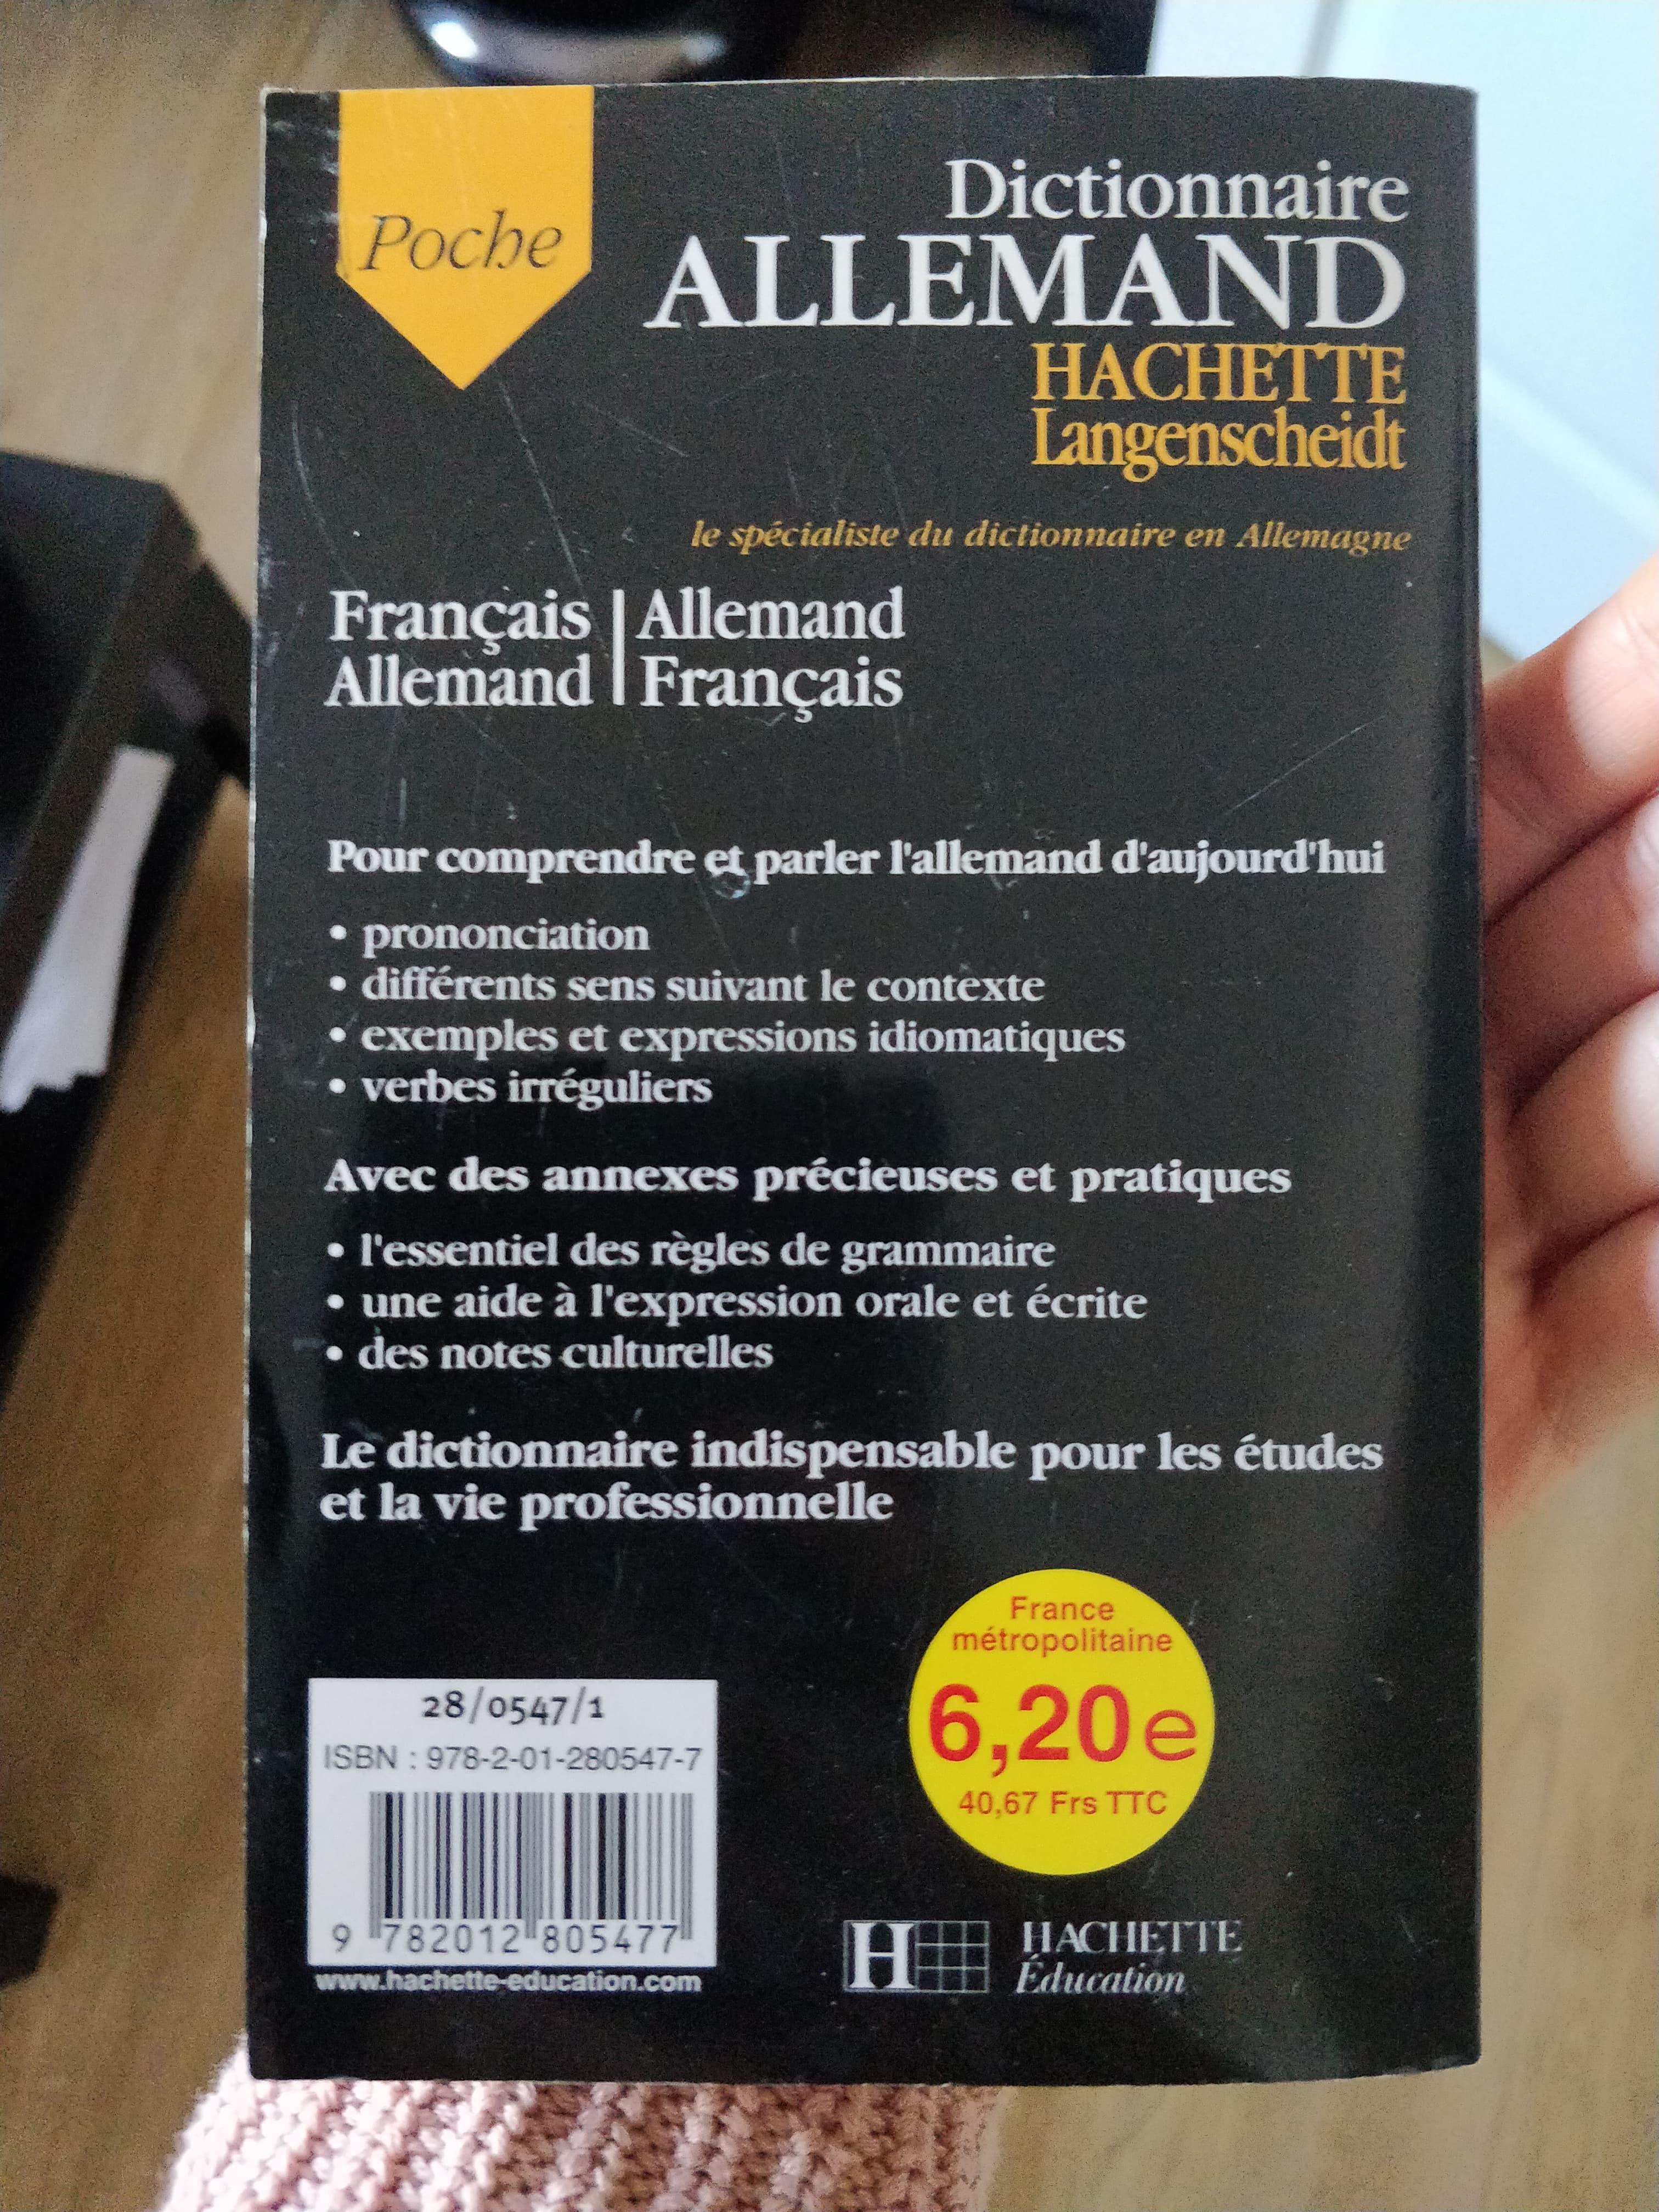 Poche
Dictionnaire
ALLEMAND
HACHETTE
Langenscheidt
le spécialiste du dictionnaire en Allemagne
Français | Allemand
Allemand | Français
Pour comprendre et parler l'allemand d'aujourd'hui
• prononciation
• différents sens suivant le contexte
• exemples et expressions idiomatiques
• verbes irréguliers
Avec des annexes précieuses et pratiques
• l'essentiel des règles de grammaire
• une aide à l'expression orale et écrite
• des notes culturelles
Le dictionnaire indispensable pour les études
et la vie professionnelle
France
métropolitaine
6,20 e
40,67 Frs TTC
28/0547/1
ISBN : 978-2-01-280547-7
9 782012 805477
www.hachette-education.com
H
HACHETTE
Éducation